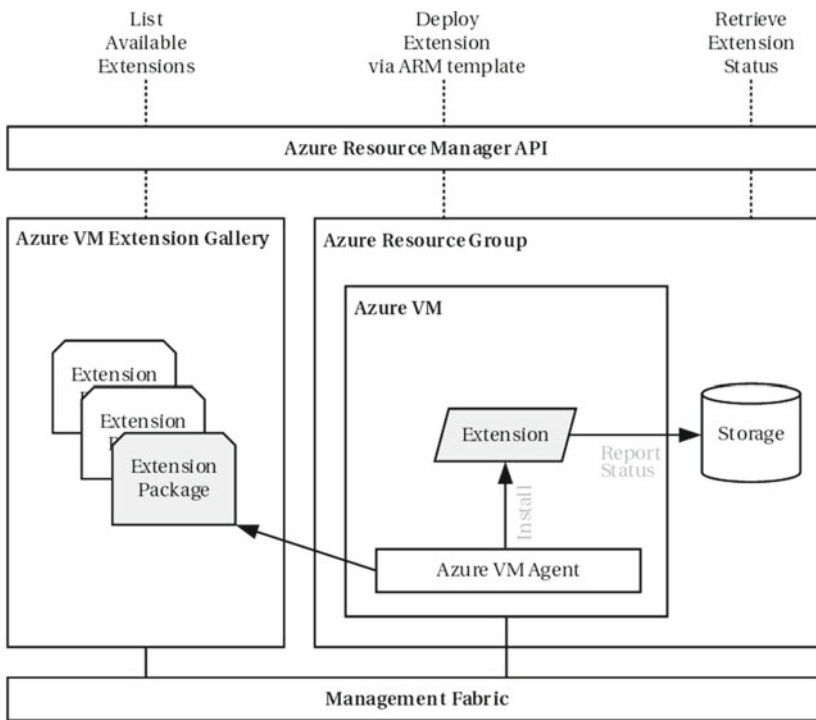 List
Available
Extensions
Deploy
Extension
via ARM template
Retrieve
Extension
Status
Azure Resource Manager API
Azure VM Extension Gallery
Azure Resource Group
Azure VM
Extension
Extension
Extension
Package
Extension
Report
Status
Storage
Install
Azure VM Agent
Management Fabric